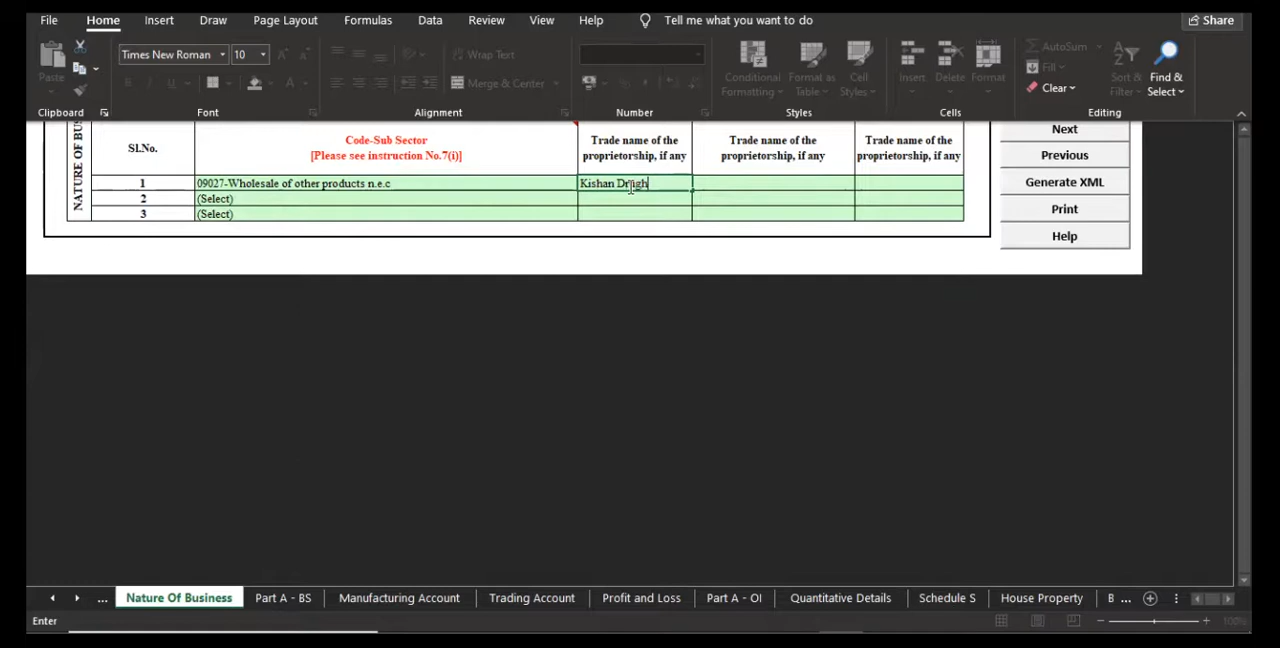 File Home Insert Draw Page Layout Formulas Data Review View Help Tell me what you want to do Share
Paste Times New Roman 10 Wrap Text Merge & Center Conditional Formatting Format as Table Cell Styles Insert Delete Format AutoSum Fill Clear Sort & Filter Find & Select
Clipboard Font Alignment Number Styles Cells Editing
NATURE OF BUS
SI.No. Code-Sub Sector [Please see instruction No.7(i)] Trade name of the proprietorship, if any Trade name of the proprietorship, if any Trade name of the proprietorship, if any
1 09027-Wholesale of other products n.e.c Kishan
2 (Select)
3 (Select)
Next
Previous
Generate XML
Print
Help
... Nature Of Business Part A - BS Manufacturing Account Trading Account Profit and Loss Part A - OI Quantitative Details Schedule S House Property B ...
Enter 100%